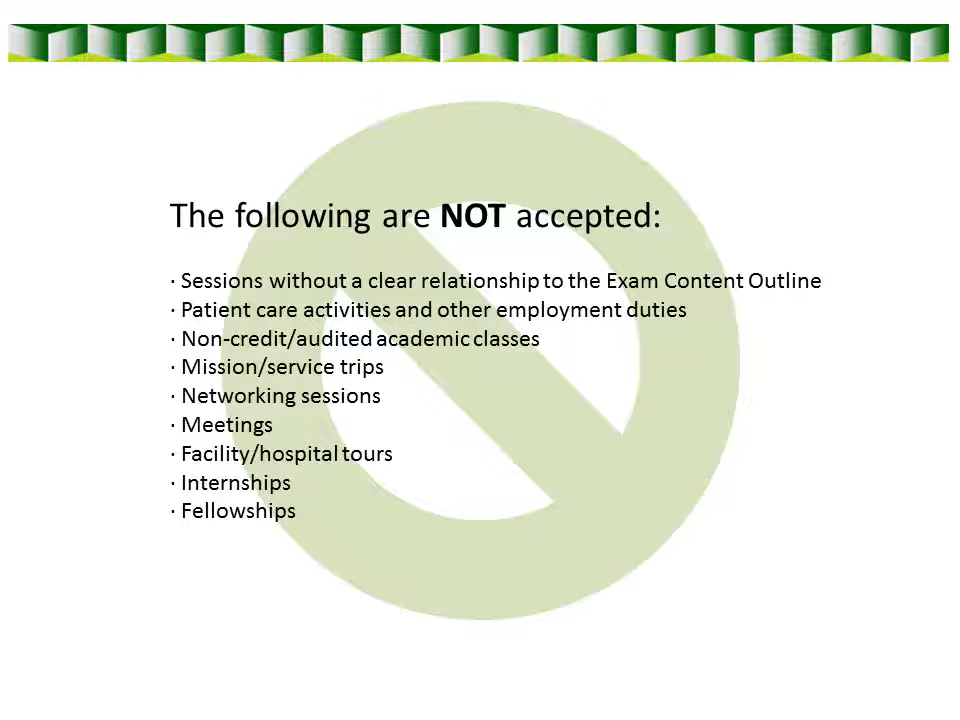 The following are NOT accepted:
· Sessions without a clear relationship to the Exam Content Outline
· Patient care activities and other employment duties
· Non-credit/audited academic classes
· Mission/service trips
· Networking sessions
· Meetings
· Facility/hospital tours
· Internships
· Fellowships